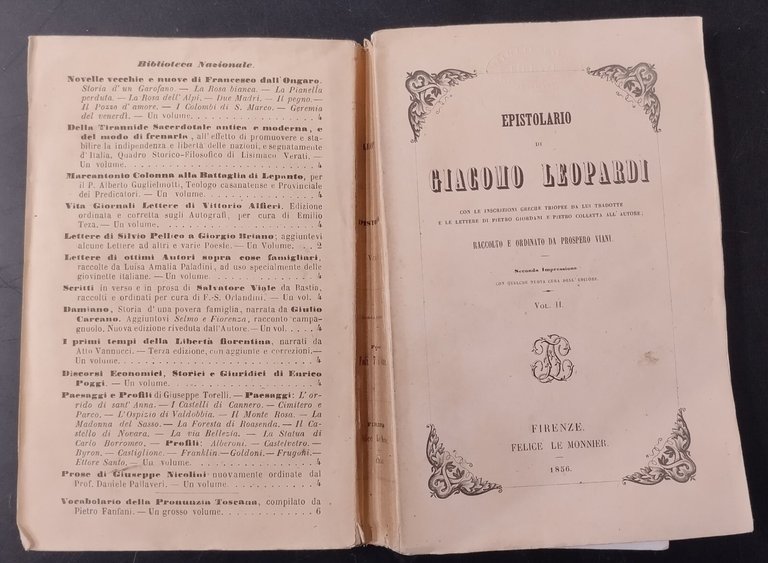 Biblioteca Nazionale.
Novelle vecchie e nuove di Francesco dall'Ongaro.
Storia d' un Garofano. — La Rosa bianca. — La Pianella
perduta. — La Rosa dell' Alpi. — Due Madri. — Il pegno. —
Il Pozzo d' amore. — I Colombi di S. Marco. — Geremia
del venerdì. — Un volume. 4
Della Tirannide Sacerdotale antica e moderna, e
del modo di frenarla, all' effetto di promuovere e sta-
bilire la indipendenza e libertà delle nazioni, e segnatamente
d' Italia, Quadro Storico-Filosofico di Lisimaco Verati. —
Un volume. 4
Marcantonio Colonna alla Battaglia di Lepanto, per
il P. Alberto Guglielmotti, Teologo casanatense e Provinciale
dei Predicatori. — Un volume. 4
Vita Giornali Lettere di Vittorio Alfieri. Edizione
ordinata e corretta sugli Autografi, per cura di Emilio
Teza, — Un volume. 4
Lettere di Silvio Pellico a Giorgio Briano; aggiuntovi
alcune Lettere ad altri e varie Poesie. — Un Volume. . 2
Lettere di ottimi Autori sopra cose famigliari,
raccolte da Luisa Amalia Paladini, ad uso specialmente delle
giovinette italiane. — Un volume. 4
Scritti in verso e in prosa di Salvatore Viale da Bastia,
raccolti e ordinati per cura di F.-S. Orlandini. — Un vol. 4
Damiano, Storia d' una povera famiglia, narrata da Giulio
Carcano. Aggiuntovi Selmo e Fiorenza, racconto campa-
gnuolo. Nuova edizione riveduta dall'Autore. — Un vol. 4
I primi tempi della Libertà fiorentina, narrati da
Atto Vannucci. — Terza edizione, con aggiunte e correzioni.—
Un volume. 4
Discorsi Economici, Storici e Giuridici di Enrico
Poggi. — Un volume. 4
Paesaggi e Profili di Giuseppe Torelli. — Paesaggi: L' or-
rido di sant' Anna. — I Castelli di Cannero. — Cimitero e
Parco. — L'Ospizio di Valdobbia. — Il Monte Rosa. — La
Madonna del Sasso. — La Foresta di Roasenda. — Il Ca-
stello di Novara. — La via Bellezia. — La Statua di
Carlo Borromeo. — Profili: Alberoni. — Castelvetro. —
Byron. — Castiglione. — Franklin. — Goldoni. — Frugoni. —
Ettore Santo. — Un volume. 4
Prose di Giuseppe Nicolini nuovamente ordinate dal
Prof. Daniele Pallaveri. — Un volume. 4
Vocabolario della Pronunzia Toscana, compilato da
Pietro Fanfani. — Un grosso volume. 6
EPISTOLARIO
DI
GIACOMO LEOPARDI
CON LE INSCRIZIONI GRECHE TRIOPEE DA LUI TRADOTTE
E LE LETTERE DI PIETRO GIORDANI E PIETRO COLLETTA ALL' AUTORE;
RACCOLTO E ORDINATO DA PROSPERO VIANI.
Seconda Impressione
CON QUALCHE NUOVA CURA DELL' EDITORE.
VOL. II.
FIRENZE.
FELICE LE MONNIER.
1856.